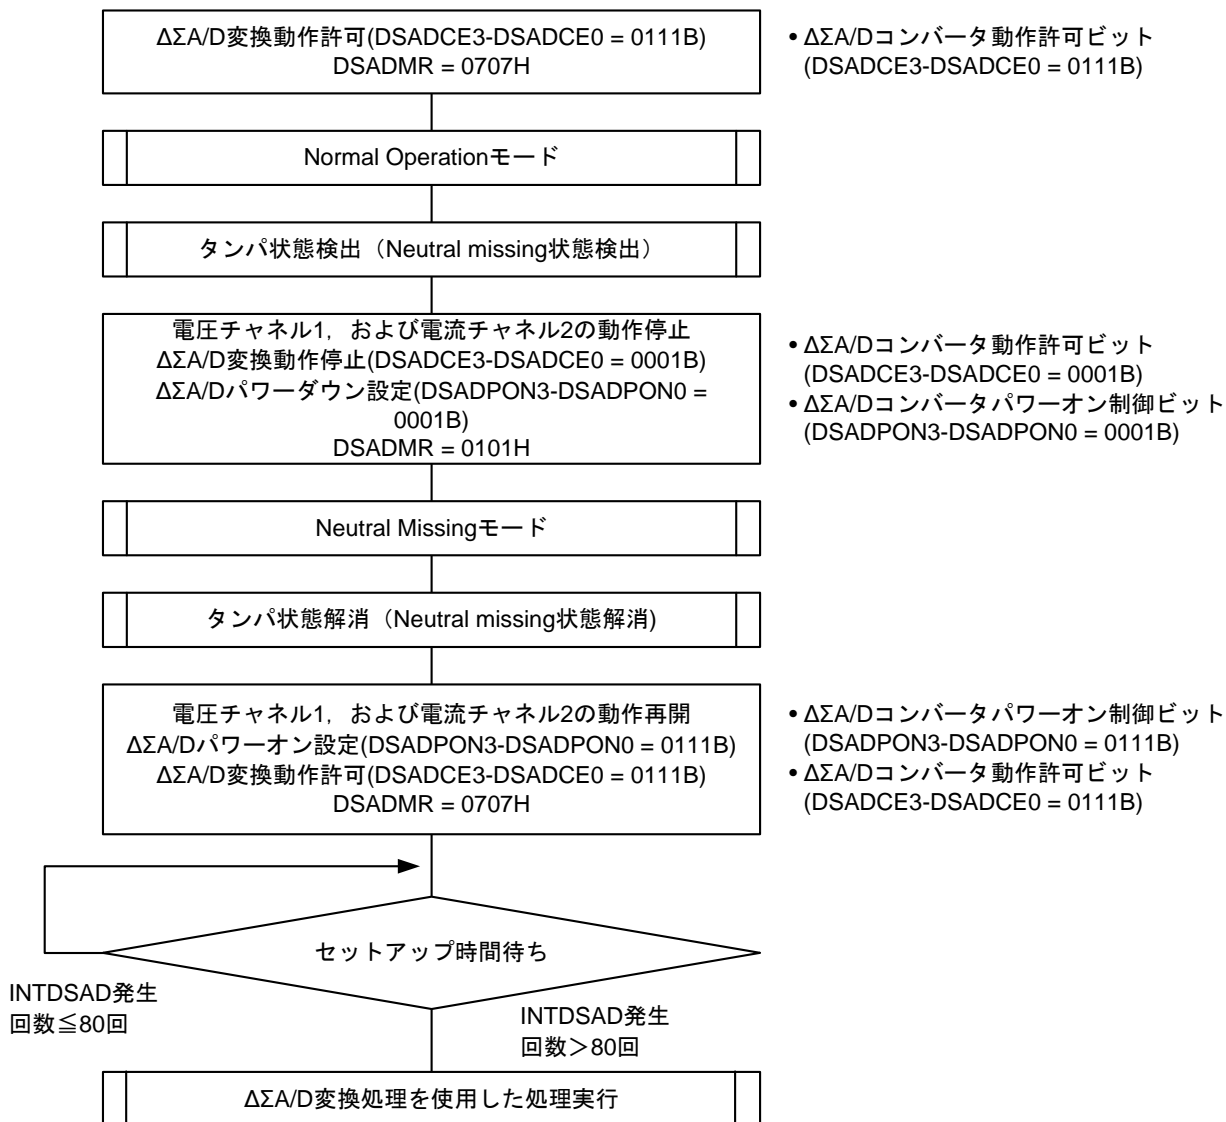 ΔΣA/D変換動作許可(DSADCE3-DSADCE0 = 0111B)
DSADMR = 0707H
• ΔΣA/Dコンバータ動作許可ビット
(DSADCE3-DSADCE0 = 0111B)
Normal Operationモード
タンパ状態検出（Neutral missing状態検出）
電圧チャネル1，および電流チャネル2の動作停止
ΔΣA/D変換動作停止(DSADCE3-DSADCE0 = 0001B)
ΔΣA/Dパワーダウン設定(DSADPON3-DSADPON0 =
0001B)
DSADMR = 0101H
• ΔΣA/Dコンバータ動作許可ビット
(DSADCE3-DSADCE0 = 0001B)
• ΔΣA/Dコンバータパワーオン制御ビット
(DSADPON3-DSADPON0 = 0001B)
Neutral Missingモード
タンパ状態解消（Neutral missing状態解消)
電圧チャネル1，および電流チャネル2の動作再開
ΔΣA/Dパワーオン設定(DSADPON3-DSADPON0 = 0111B)
ΔΣA/D変換動作許可(DSADCE3-DSADCE0 = 0111B)
DSADMR = 0707H
• ΔΣA/Dコンバータパワーオン制御ビット
(DSADPON3-DSADPON0 = 0111B)
• ΔΣA/Dコンバータ動作許可ビット
(DSADCE3-DSADCE0 = 0111B)
セットアップ時間待ち
INTDSAD発生
回数≦80回
INTDSAD発生
回数＞80回
ΔΣA/D変換処理を使用した処理実行